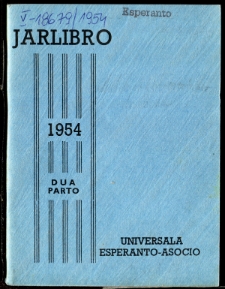 V-18679/1954
Esperanto
JARLIBRO
1954
DUA
PARTO
UNIVERSALA
ESPERANTO-ASOCIO